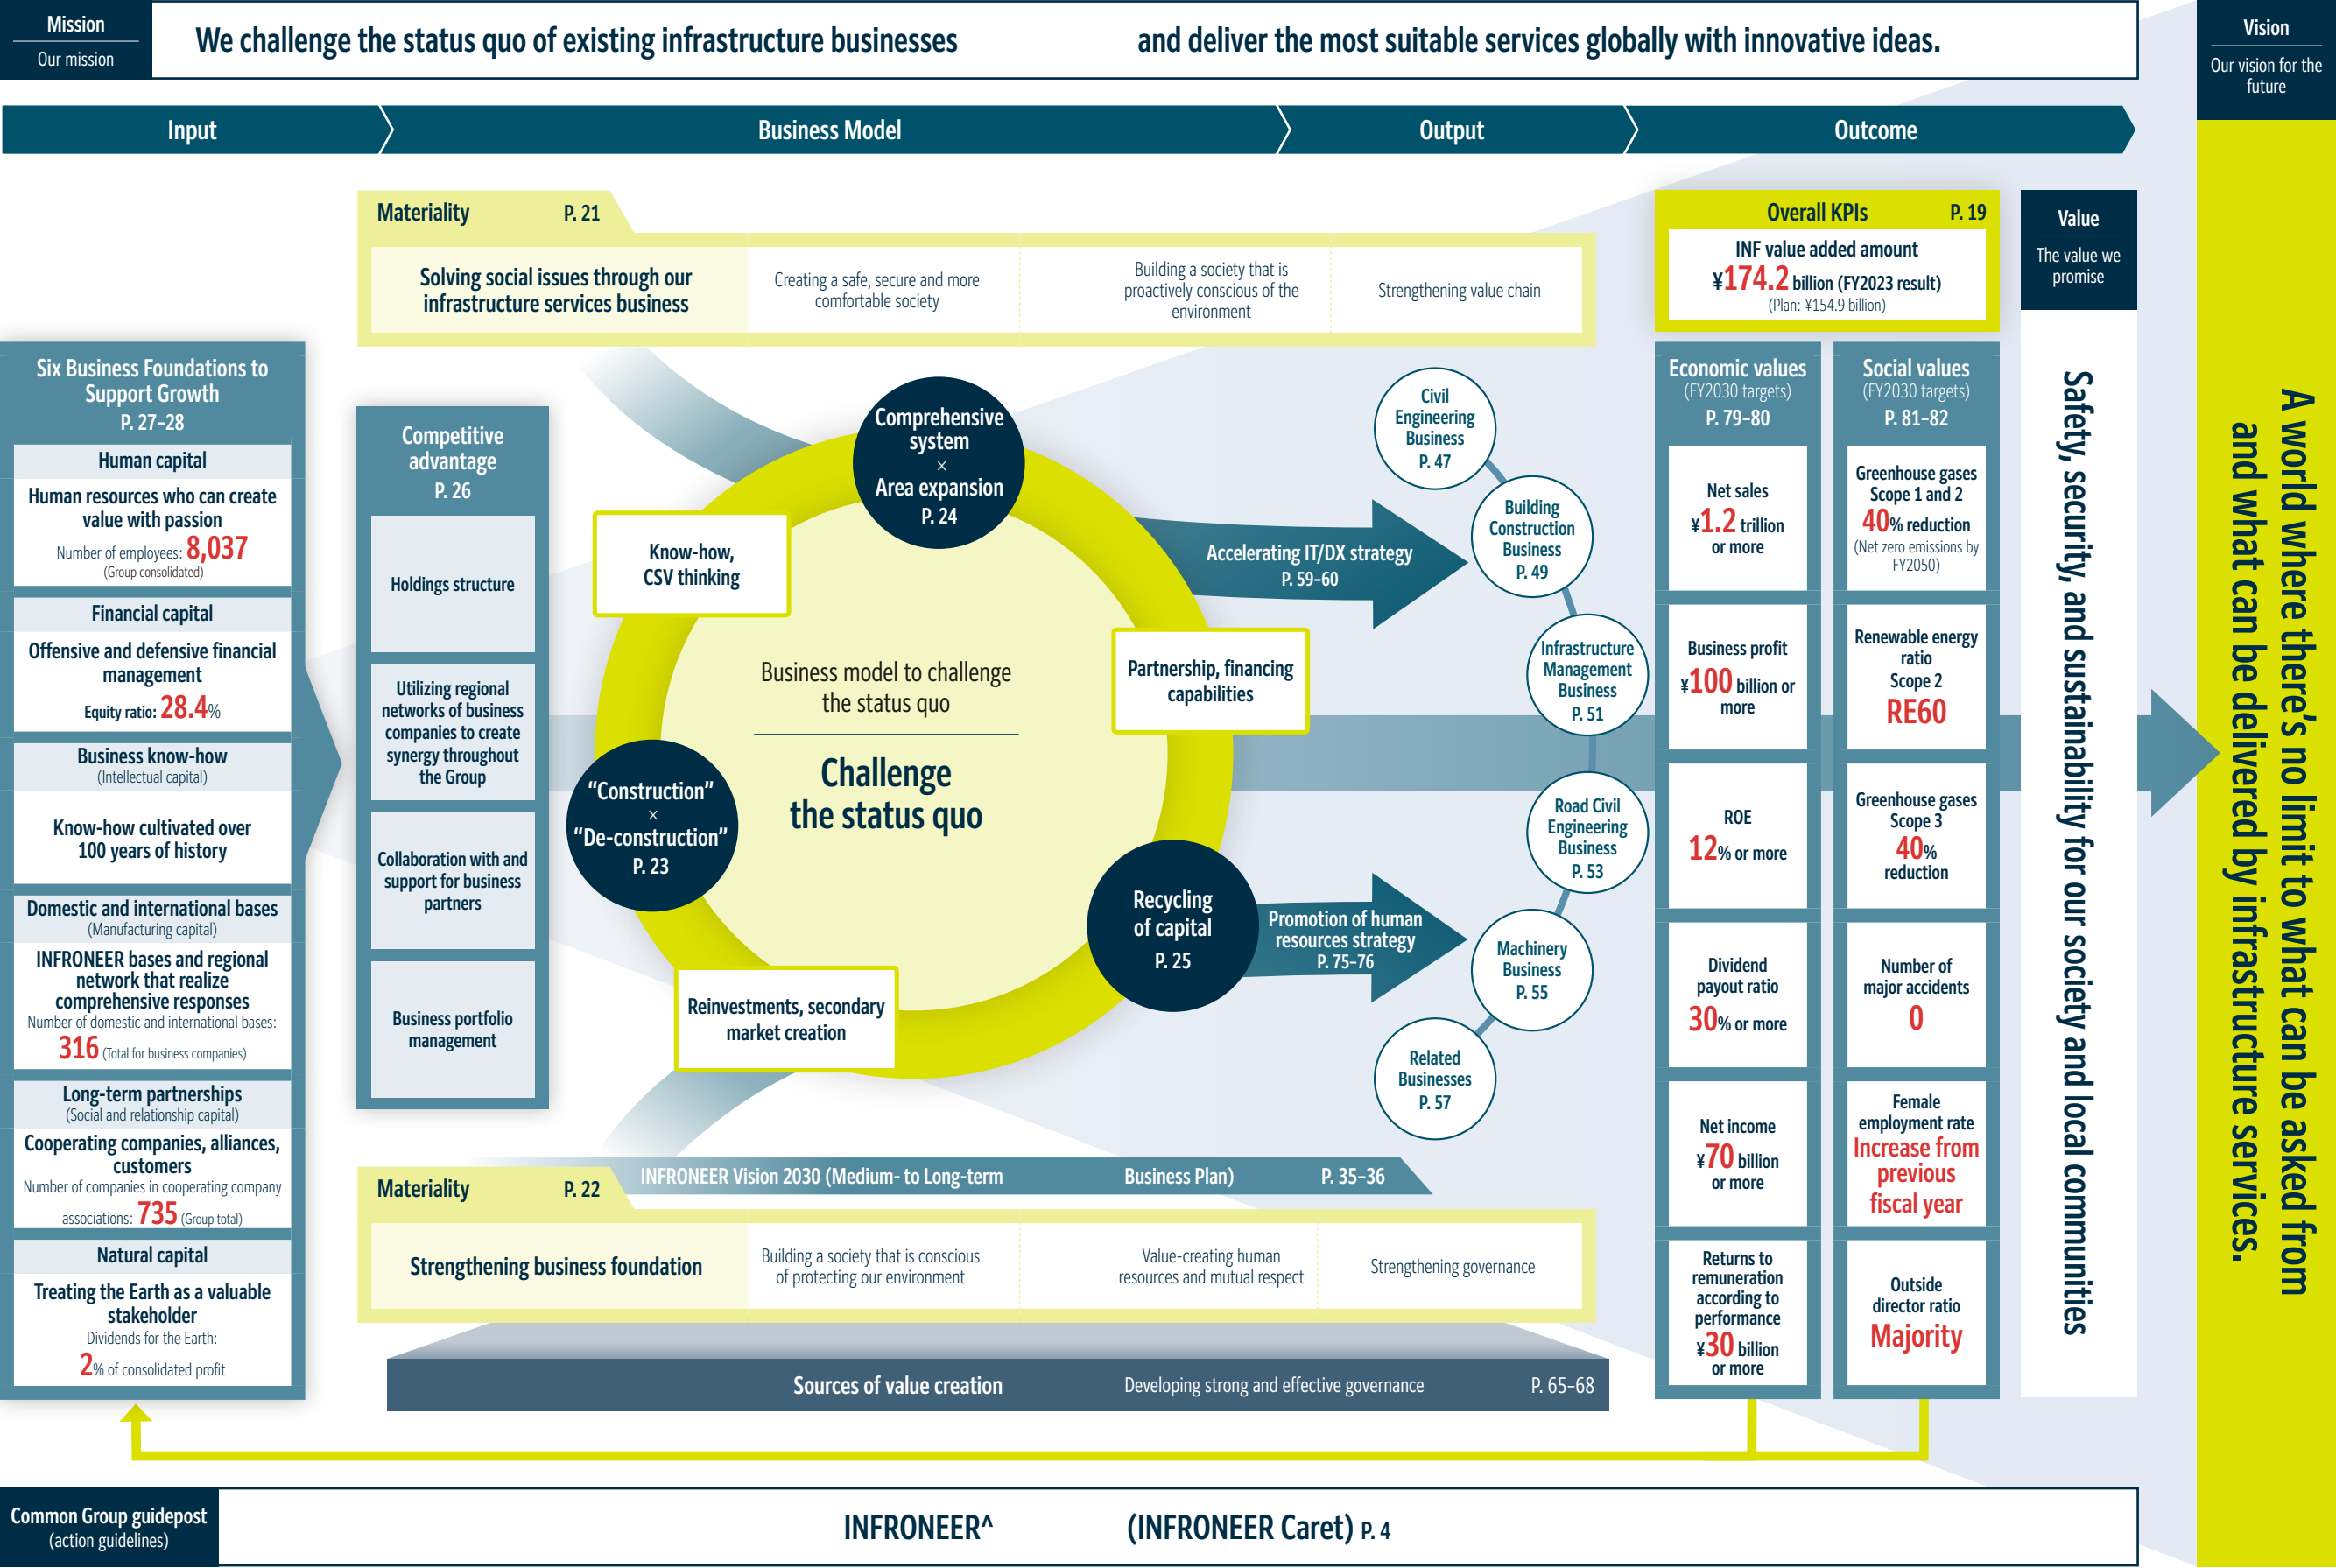 Mission
Our mission
We challenge the status quo of existing infrastructure businesses and deliver the most suitable services globally with innovative ideas.
Vision
Our vision for the
future
Input
Business Model
Output
Outcome
Materiality P. 21
Solving social issues through our
infrastructure services business
Creating a safe, secure and more
comfortable society
Building a society that is
proactively conscious of the
environment
Strengthening value chain
Overall KPIs P. 19
INF value added amount
¥174.2 billion (FY2023 result)
(Plan: ¥154.9 billion)
Value
The value we
promise
Six Business Foundations to
Support Growth
P. 27–28
Human capital
Human resources who can create
value with passion
Number of employees: 8,037
(Group consolidated)
Financial capital
Offensive and defensive financial
management
Equity ratio: 28.4%
Business know-how
(Intellectual capital)
Know-how cultivated over
100 years of history
Domestic and international bases
(Manufacturing capital)
INFRONEER bases and regional
network that realize
comprehensive responses
Number of domestic and international bases:
316 (Total for business companies)
Long-term partnerships
(Social and relationship capital)
Cooperating companies, alliances,
customers
Number of companies in cooperating company
associations: 735 (Group total)
Natural capital
Treating the Earth as a valuable
stakeholder
Dividends for the Earth:
2% of consolidated profit
Competitive
advantage
P. 26
Holdings structure
Utilizing regional
networks of business
companies to create
synergy throughout
the Group
Collaboration with and
support for business
partners
Business portfolio
management
Comprehensive
system
×
Area expansion
P. 24
Know-how,
CSV thinking
Partnership, financing
capabilities
Business model to challenge
the status quo
Challenge
the status quo
“Construction”
×
“De-construction”
P. 23
Recycling
of capital
P. 25
Reinvestments, secondary
market creation
Accelerating IT/DX strategy
P. 59–60
Promotion of human
resources strategy
P. 75–76
Civil
Engineering
Business
P. 47
Building
Construction
Business
P. 49
Infrastructure
Management
Business
P. 51
Road Civil
Engineering
Business
P. 53
Machinery
Business
P. 55
Related
Businesses
P. 57
Economic values
(FY2030 targets)
P. 79–80
Net sales
¥1.2 trillion
or more
Business profit
¥100 billion or
more
ROE
12% or more
Dividend
payout ratio
30% or more
Net income
¥70 billion
or more
Returns to
remuneration
according to
performance
¥30 billion
or more
Social values
(FY2030 targets)
P. 81–82
Greenhouse gases
Scope 1 and 2
40% reduction
(Net zero emissions by
FY2050)
Renewable energy
ratio
Scope 2
RE60
Greenhouse gases
Scope 3
40%
reduction
Number of
major accidents
0
Female
employment rate
Increase from
previous
fiscal year
Outside
director ratio
Majority
Safety, security, and sustainability for our society and local communities
A world where there’s no limit to what can be asked from
and what can be delivered by infrastructure services.
INFRONEER Vision 2030 (Medium- to Long-term Business Plan) P. 35–36
Materiality P. 22
Strengthening business foundation
Building a society that is conscious
of protecting our environment
Value-creating human
resources and mutual respect
Strengthening governance
Sources of value creation Developing strong and effective governance P. 65–68
Common Group guidepost
(action guidelines)
INFRONEER^ (INFRONEER Caret) P. 4